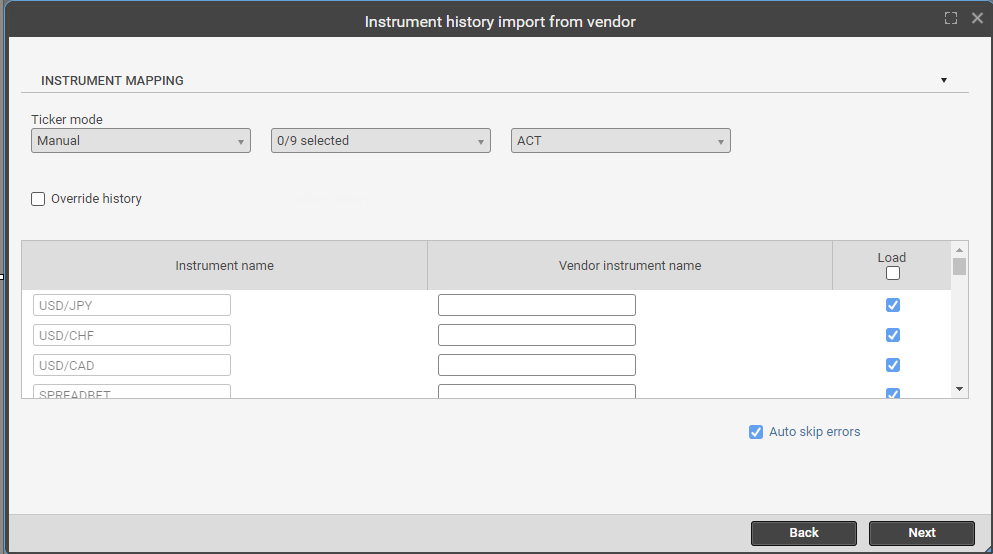 Instrument history import from vendor
INSTRUMENT MAPPING
Ticker mode
Manual 0/9 selected ACT
Override history
Instrument name Vendor instrument name Load
USD/JPY
USD/CHF
USD/CAD
SPREADBET
Auto skip errors
Back Next